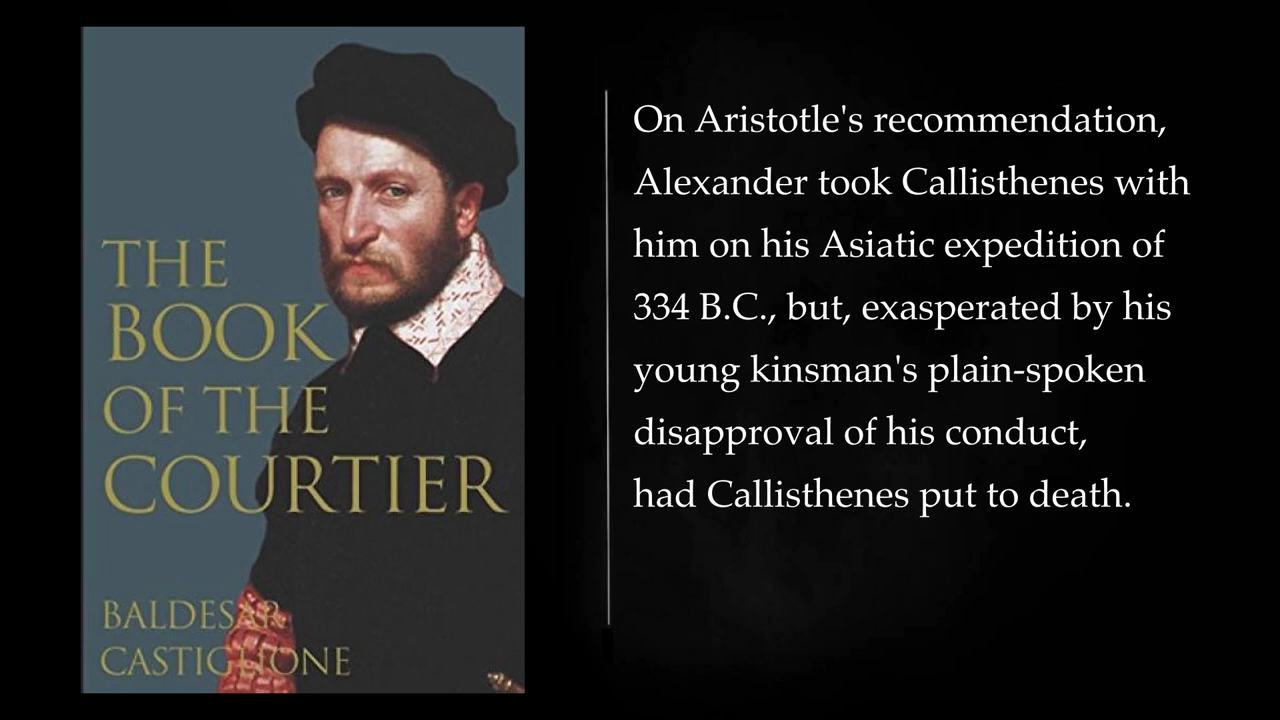 THE
BOOK
OF THE
COURTIER
BALDESAR
CASTIGLIONE
On Aristotle's recommendation,
Alexander took Callisthenes with
him on his Asiatic expedition of
334 B.C., but, exasperated by his
young kinsman's plain-spoken
disapproval of his conduct,
had Callisthenes put to death.